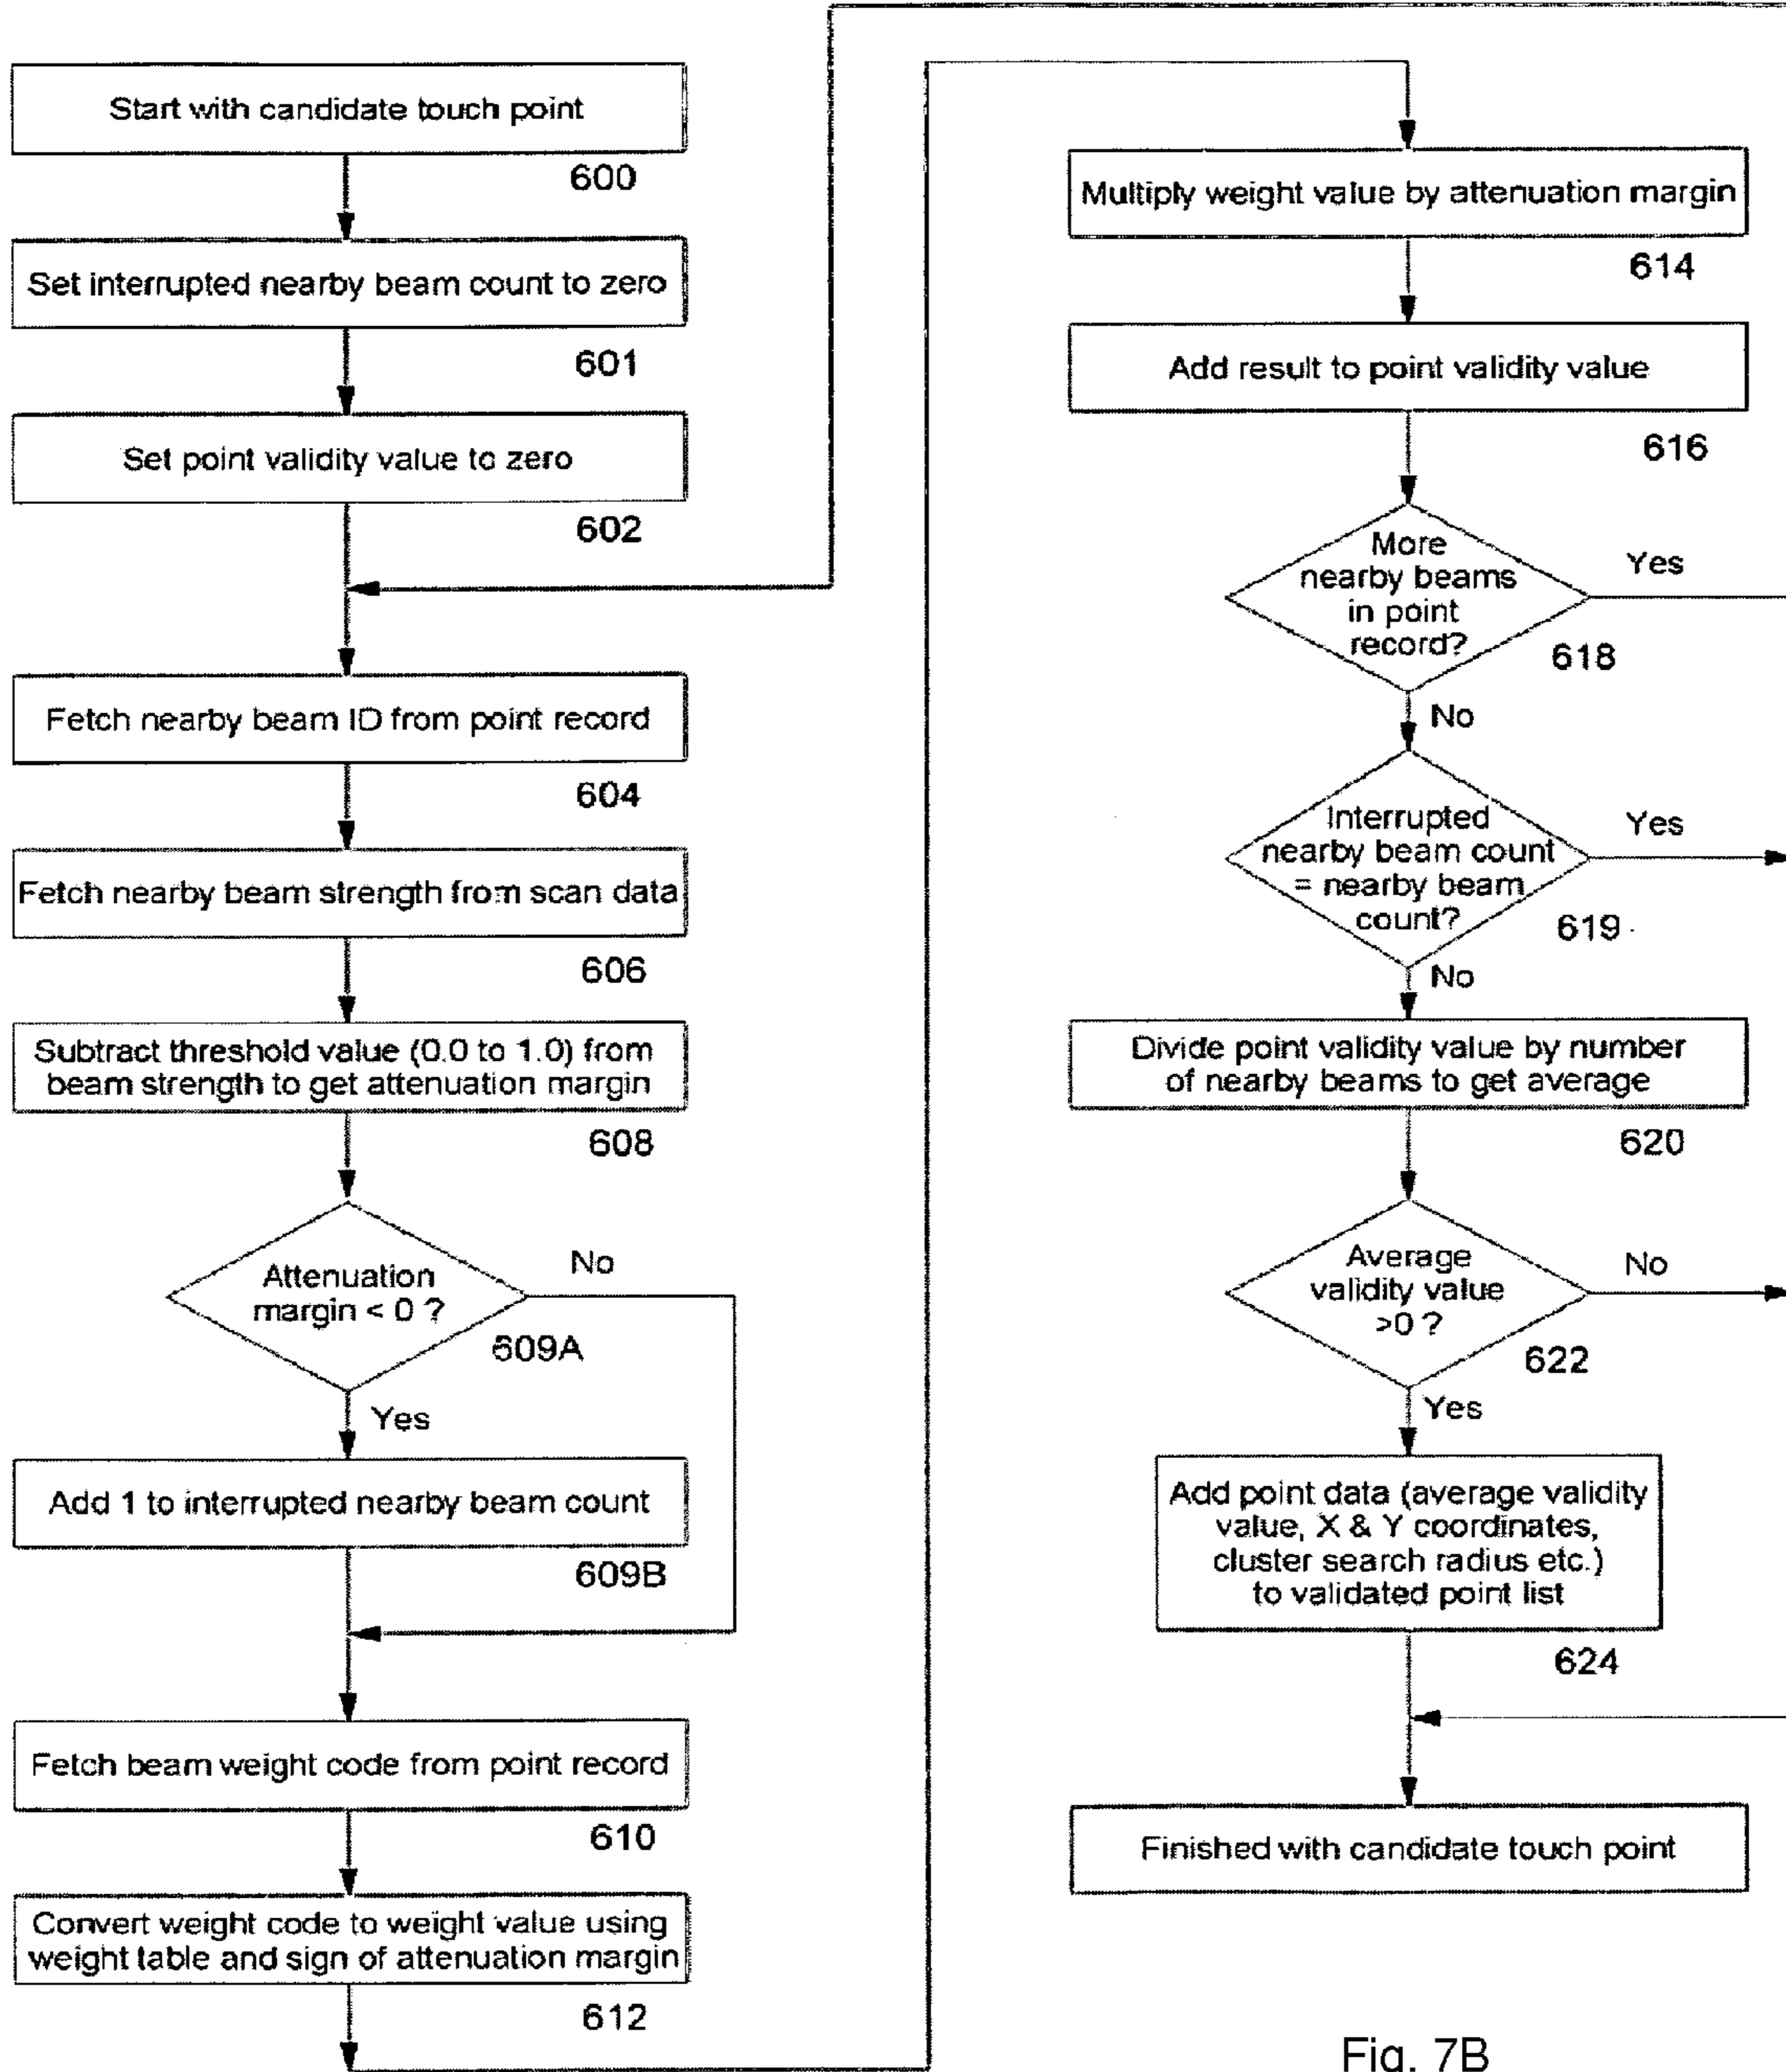 Start with candidate touch point
600
Set interrupted nearby beam count to zero
601
Set point validity value to zero
602
Fetch nearby beam ID from point record
604
Fetch nearby beam strength from scan data
606
Subtract threshold value (0.0 to 1.0) from
beam strength to get attenuation margin
608
Attenuation
margin < 0 ?
No
609A
Yes
Add 1 to interrupted nearby beam count
609B
Fetch beam weight code from point record
610
Convert weight code to weight value using
weight table and sign of attenuation margin
612
Multiply weight value by attenuation margin
614
Add result to point validity value
616
More
nearby beams
in point
record?
Yes
618
No
Interrupted
nearby beam count
= nearby beam
count?
Yes
619
No
Divide point validity value by number
of nearby beams to get average
620
Average
validity value
>0 ?
No
622
Yes
Add point data (average validity
value, X & Y coordinates,
cluster search radius etc.)
to validated point list
624
Finished with candidate touch point
Fig. 7B